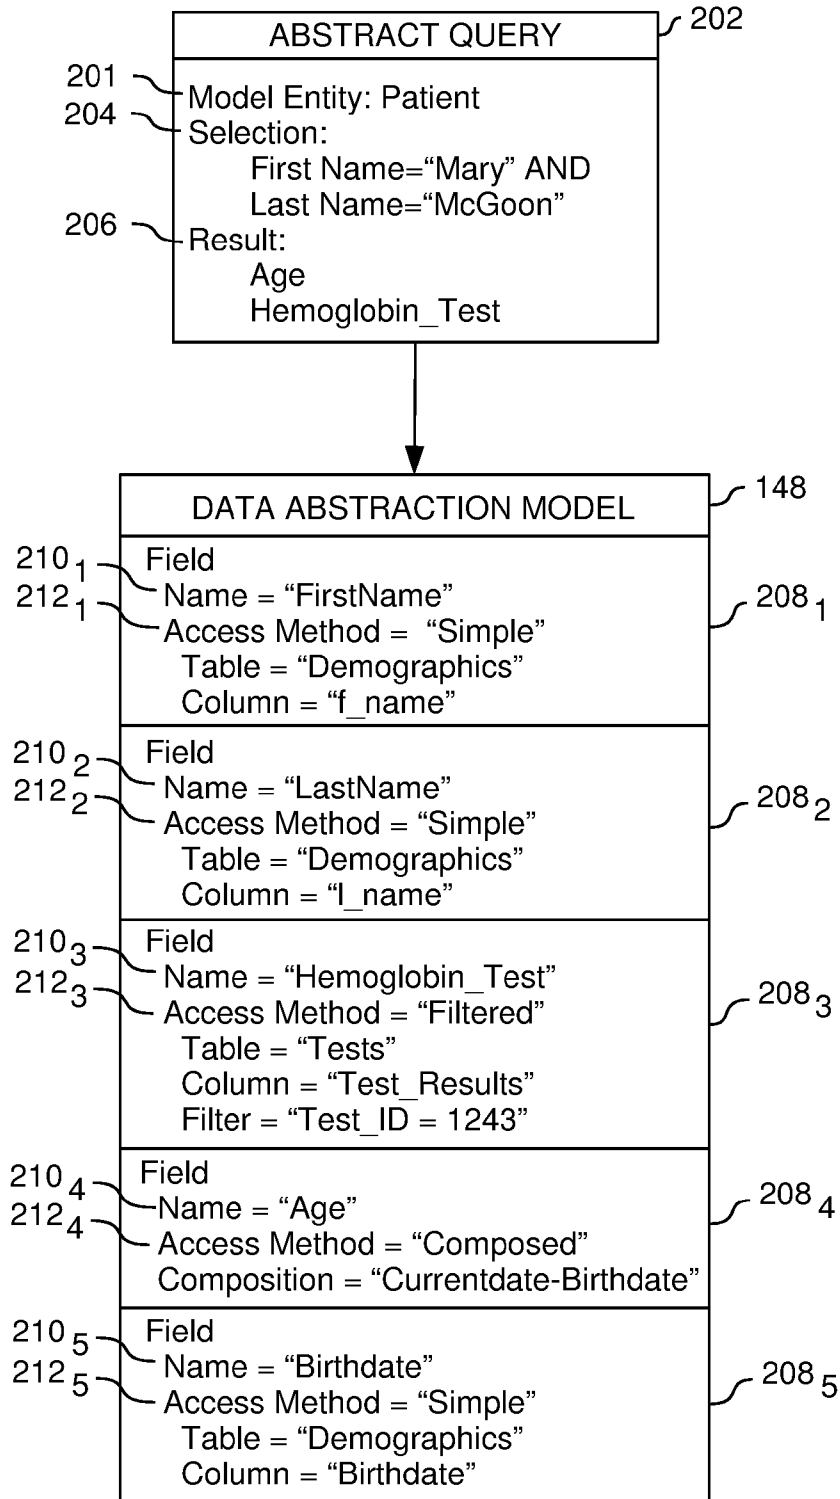 ABSTRACT QUERY 202
201 Model Entity: Patient
204 Selection:
First Name=“Mary” AND
Last Name=“McGoon”
206 Result:
Age
Hemoglobin_Test
DATA ABSTRACTION MODEL 148
Field
210 1 Name = “FirstName”
212 1 Access Method = “Simple” 208 1
Table = “Demographics”
Column = “f_name”
Field
210 2 Name = “LastName”
212 2 Access Method = “Simple” 208 2
Table = “Demographics”
Column = “l_name”
Field
210 3 Name = “Hemoglobin_Test”
212 3 Access Method = “Filtered” 208 3
Table = “Tests”
Column = “Test_Results”
Filter = “Test_ID = 1243”
Field
210 4 Name = “Age” 208 4
212 4 Access Method = “Composed”
Composition = “Currentdate-Birthdate”
Field
210 5 Name = “Birthdate”
212 5 Access Method = “Simple” 208 5
Table = “Demographics”
Column = “Birthdate”